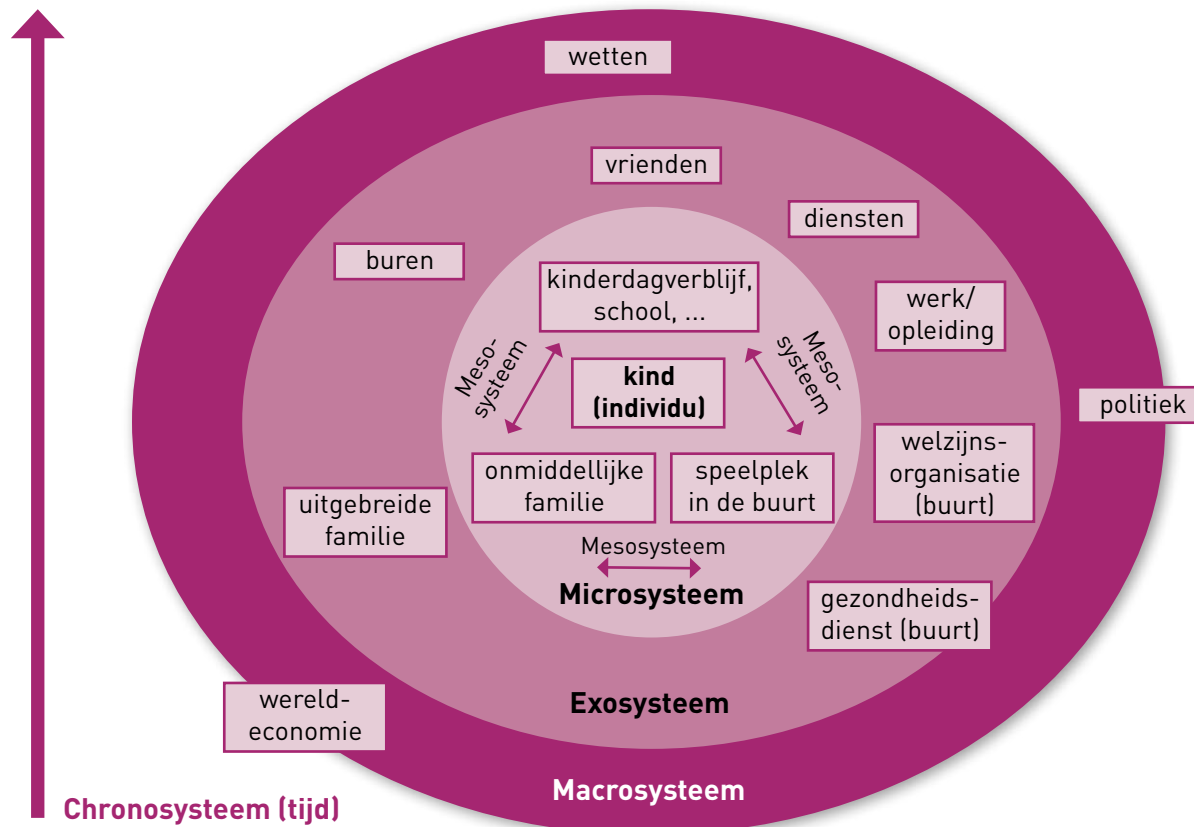 wetten
vrienden
diensten
buren
kinderdagverblijf,
school, ...
werk/
opleiding
Meso-
systeem
Meso-
systeem
kind
(individu)
politiek
onmiddellijke
familie
speelplek
in de buurt
welzijns-
organisatie
(buurt)
uitgebreide
familie
Mesosysteem
Microsysteem
gezondheids-
dienst (buurt)
Exosysteem
wereld-
economie
Macrosysteem
Chronosysteem (tijd)